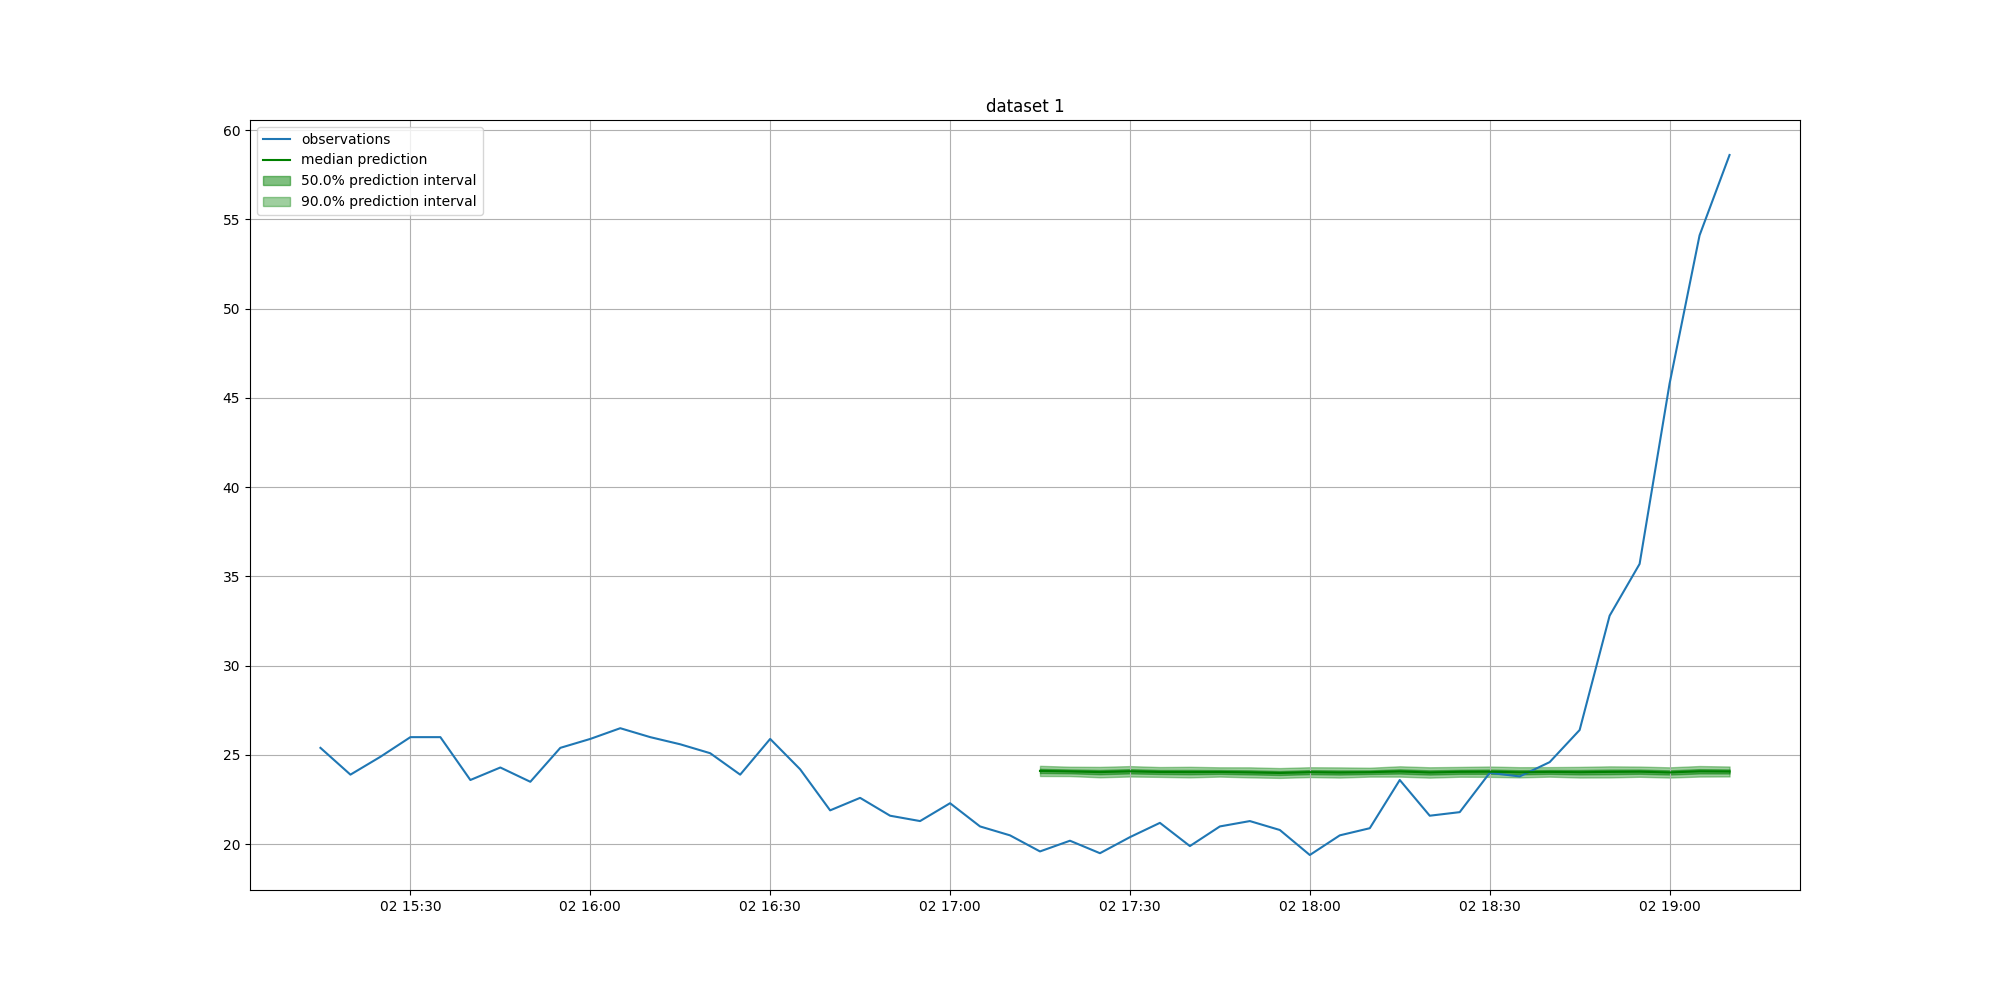 dataset 1
observations
median prediction
50.0% prediction interval
90.0% prediction interval
60
55
50
45
40
35
30
25
20
02 15:30 02 16:00 02 16:30 02 17:00 02 17:30 02 18:00 02 18:30 02 19:00